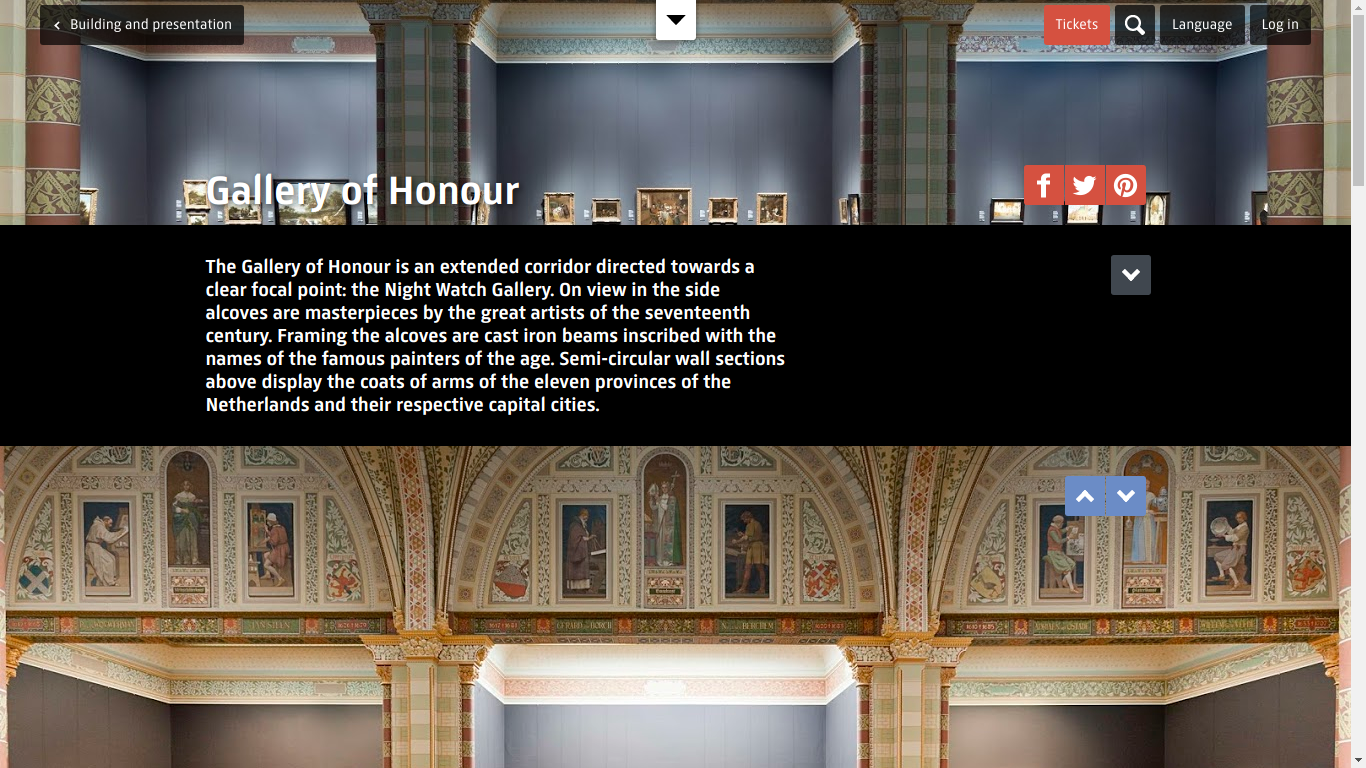 Building and presentation
Tickets
Language
Log in
Gallery of Honour
The Gallery of Honour is an extended corridor directed towards a
clear focal point: the Night Watch Gallery. On view in the side
alcoves are masterpieces by the great artists of the seventeenth
century. Framing the alcoves are cast iron beams inscribed with the
names of the famous painters of the age. Semi-circular wall sections
above display the coats of arms of the eleven provinces of the
Netherlands and their respective capital cities.
JAN STEEN